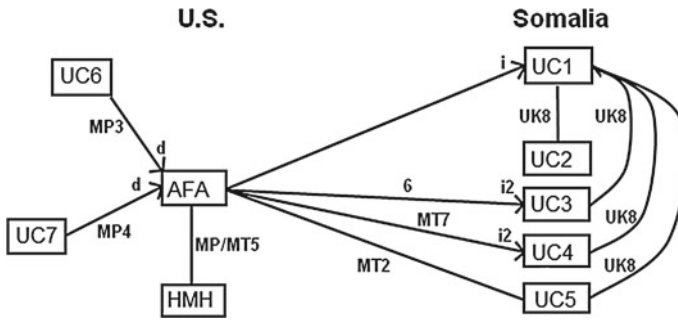 U.S. Somalia
UC6 i UC1
MP3 UK8 UK8
d
d AFA UC2
6 i2 UC3
UC7 MP4 MP/MT5 MT7 i2 UC4 UK8
MT2 UK8
HMH UC5